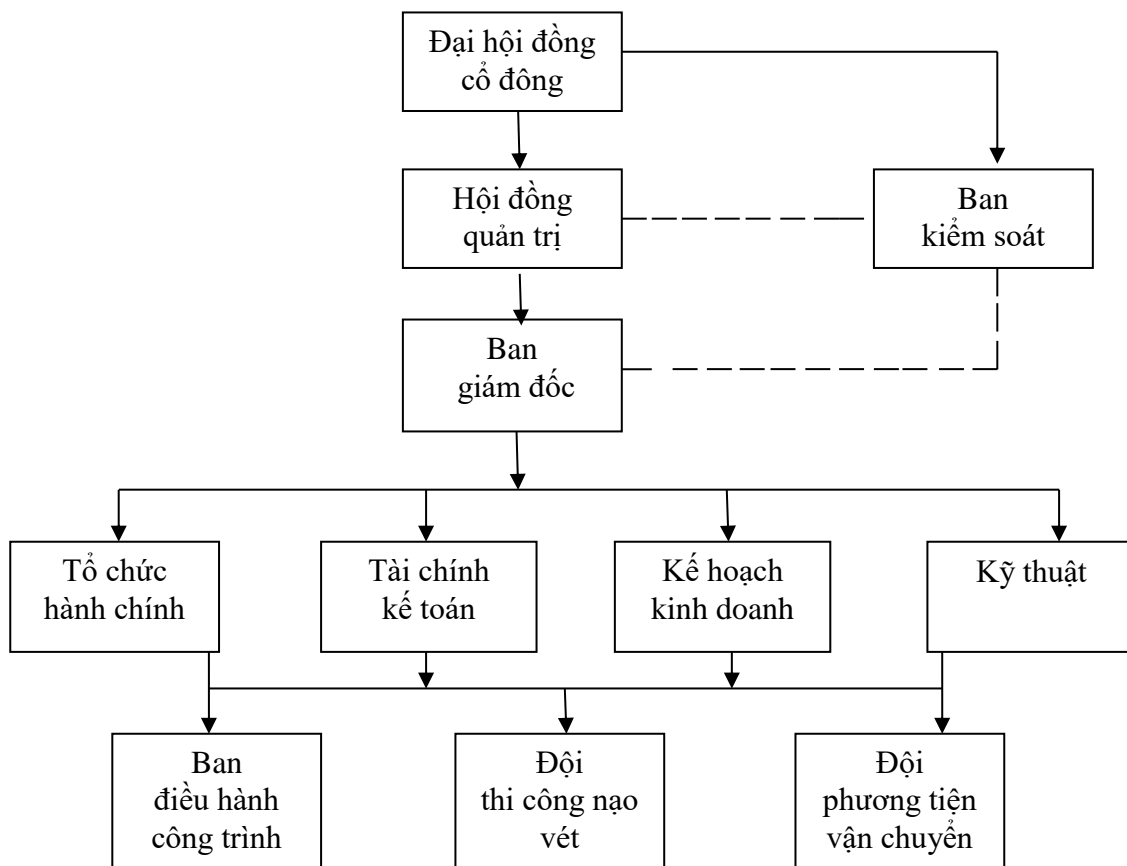 Đại hội đồng
cổ đông
Hội đồng
quản trị
Ban
kiểm soát
Ban
giám đốc
Tổ chức
hành chính
Tài chính
kế toán
Kế hoạch
kinh doanh
Kỹ thuật
Ban
điều hành
công trình
Đội
thi công nạo
vét
Đội
phương tiện
vận chuyển